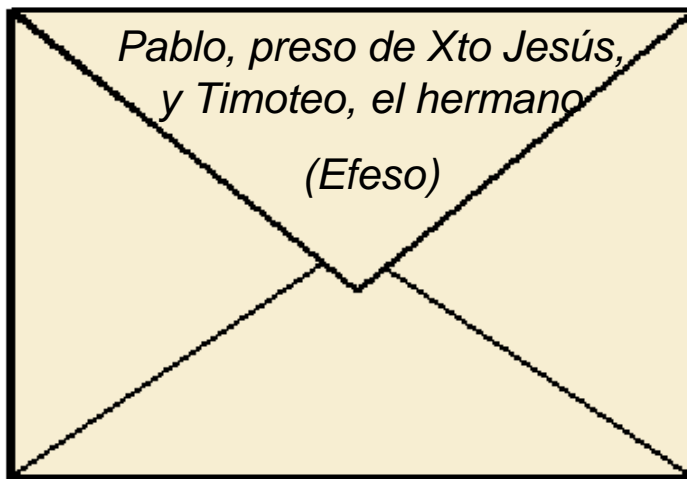 Pablo, preso de Xto Jesús,
y Timoteo, el hermano
(Efeso)